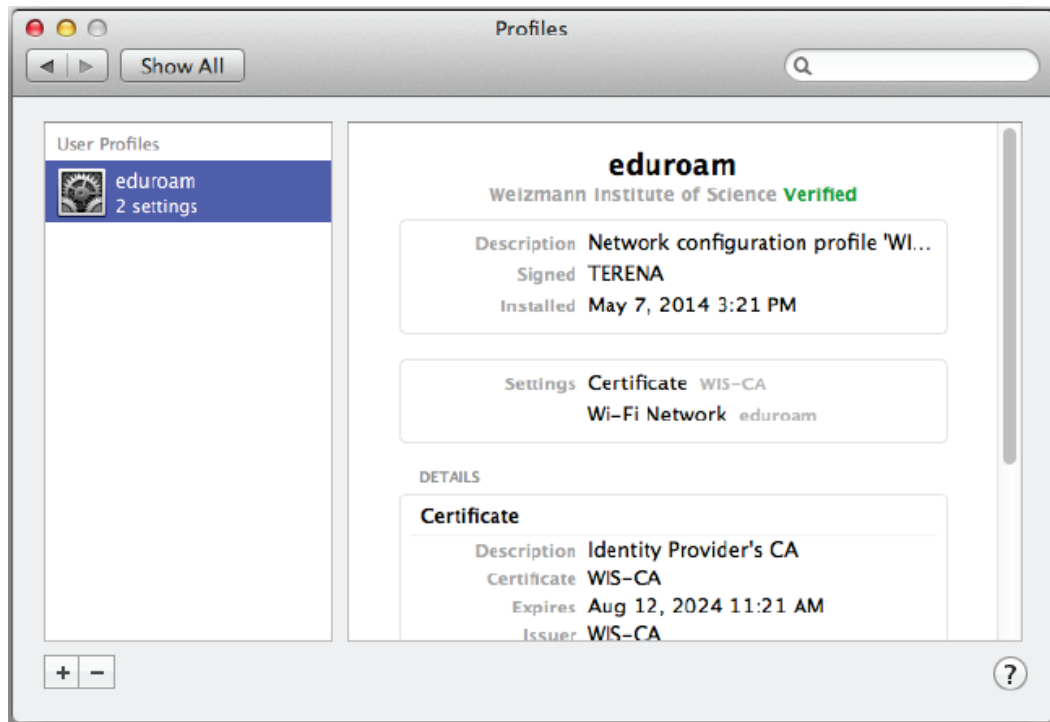 Profiles
Show All
User Profiles
eduroam
2 settings
eduroam
Weizmann Institute of Science Verified
Description Network configuration profile 'WI...
Signed TERENA
Installed May 7, 2014 3:21 PM
Settings Certificate WIS-CA
Wi-Fi Network eduroam
DETAILS
Certificate
Description Identity Provider's CA
Certificate WIS-CA
Expires Aug 12, 2024 11:21 AM
Issuer WIS-CA
+ −
?